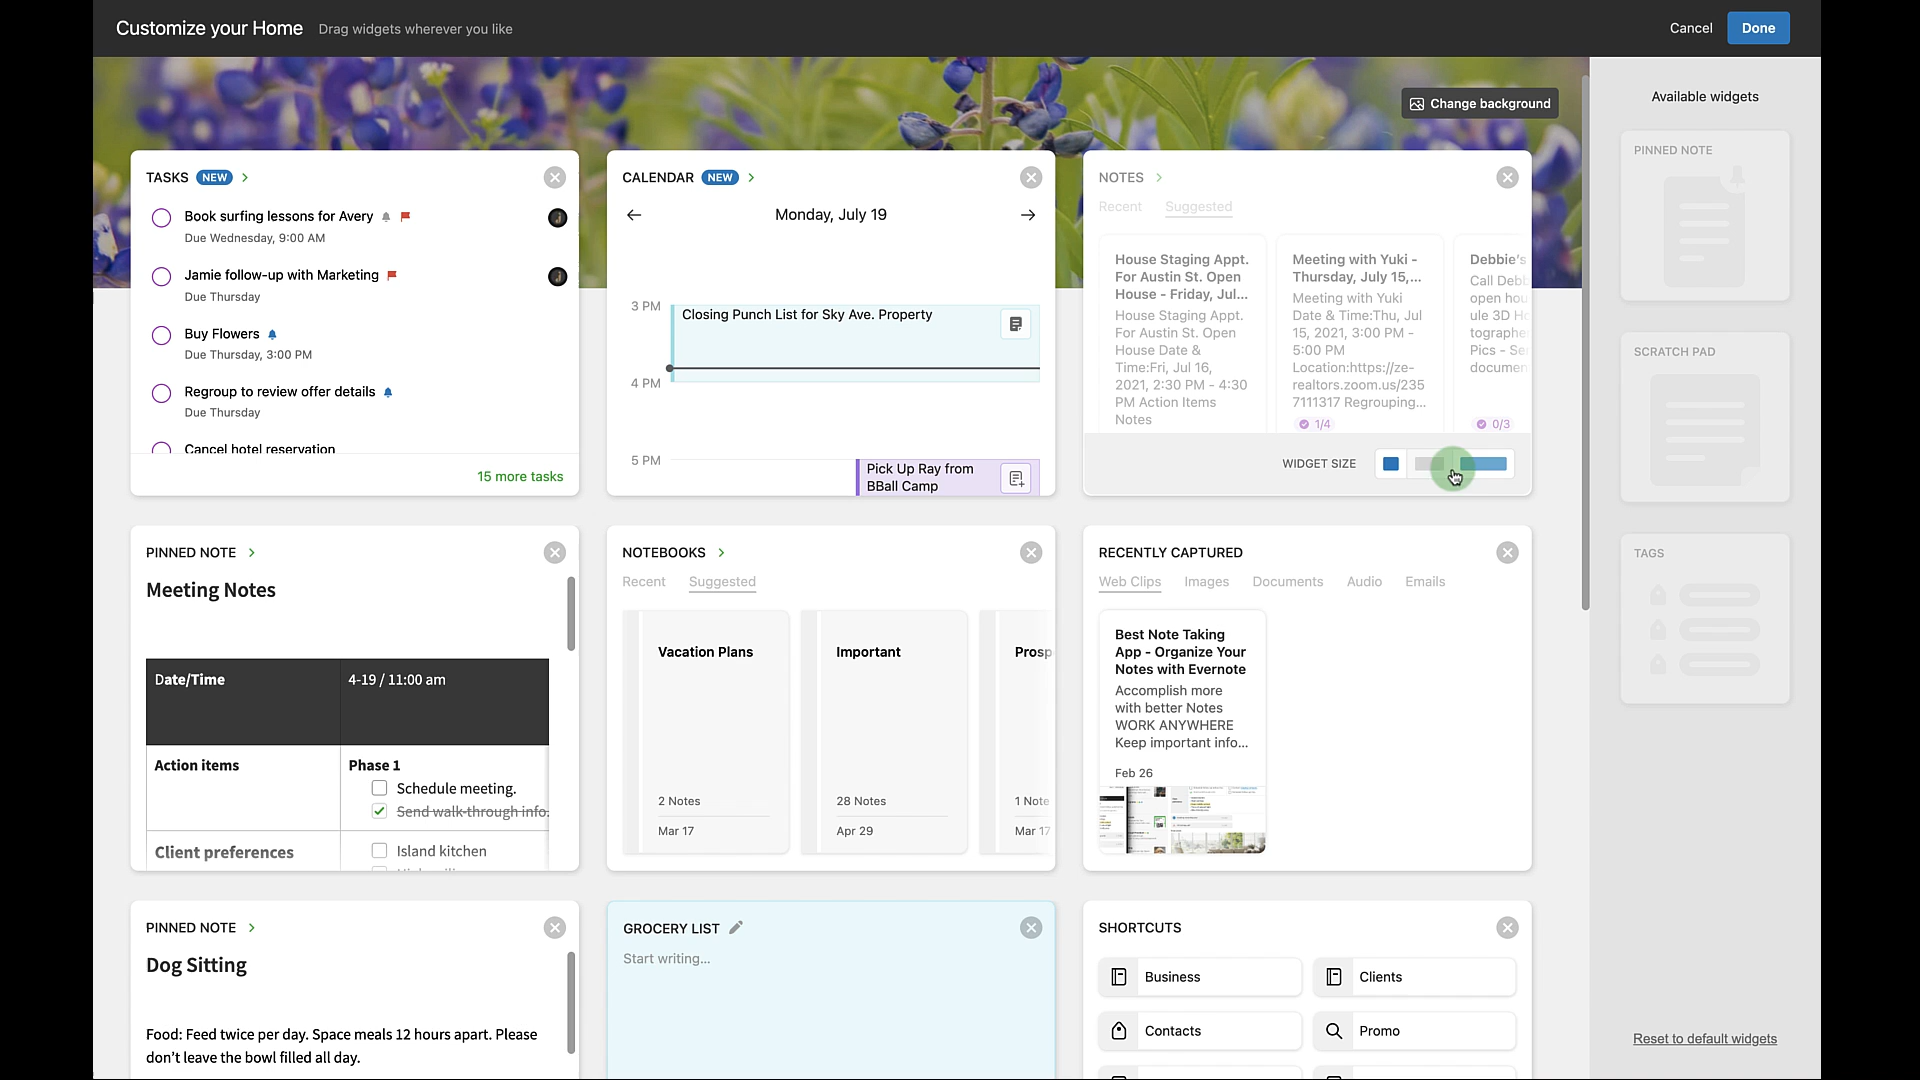 Customize your Home
Drag widgets wherever you like
Cancel
Done
Change background
Available widgets
TASKS NEW
Book surfing lessons for Avery
Due Wednesday, 9:00 AM
Jamie follow-up with Marketing
Due Thursday
Buy Flowers
Due Thursday, 3:00 PM
Regroup to review offer details
Due Thursday
Cancel hotel reservation
15 more tasks
CALENDAR NEW
Monday, July 19
3 PM
Closing Punch List for Sky Ave. Property
4 PM
5 PM
Pick Up Ray from
BBall Camp
NOTES
Recent
Suggested
House Staging Appt.
For Austin St. Open
House - Friday, Jul...
House Staging Appt.
For Austin St. Open
House Date &
Time:Fri, Jul 16,
2021, 2:30 PM - 4:30
PM Action Items
Notes
Meeting with Yuki -
Thursday, July 15,...
Meeting with Yuki
Date & Time:Thu, Jul
15, 2021, 3:00 PM -
5:00 PM
Location:https://ze-
realtors.zoom.us/235
7111317 Regrouping...
1/4
Debbie's
Call Deb
open hou
ule 3D Ho
tographe
Pics - Se
documen
0/3
WIDGET SIZE
PINNED NOTE
SCRATCH PAD
TAGS
PINNED NOTE
Meeting Notes
Date/Time
4-19 / 11:00 am
Action items
Phase 1
Schedule meeting.
Send walk-through info.
Client preferences
Island kitchen
NOTEBOOKS
Recent
Suggested
Vacation Plans
2 Notes
Mar 17
Important
28 Notes
Apr 29
Prosp
1 Note
Mar 17
RECENTLY CAPTURED
Web Clips
Images
Documents
Audio
Emails
Best Note Taking
App - Organize Your
Notes with Evernote
Accomplish more
with better Notes
WORK ANYWHERE
Keep important info...
Feb 26
PINNED NOTE
Dog Sitting
Food: Feed twice per day. Space meals 12 hours apart. Please
don't leave the bowl filled all day.
GROCERY LIST
Start writing...
SHORTCUTS
Business
Clients
Contacts
Promo
Reset to default widgets